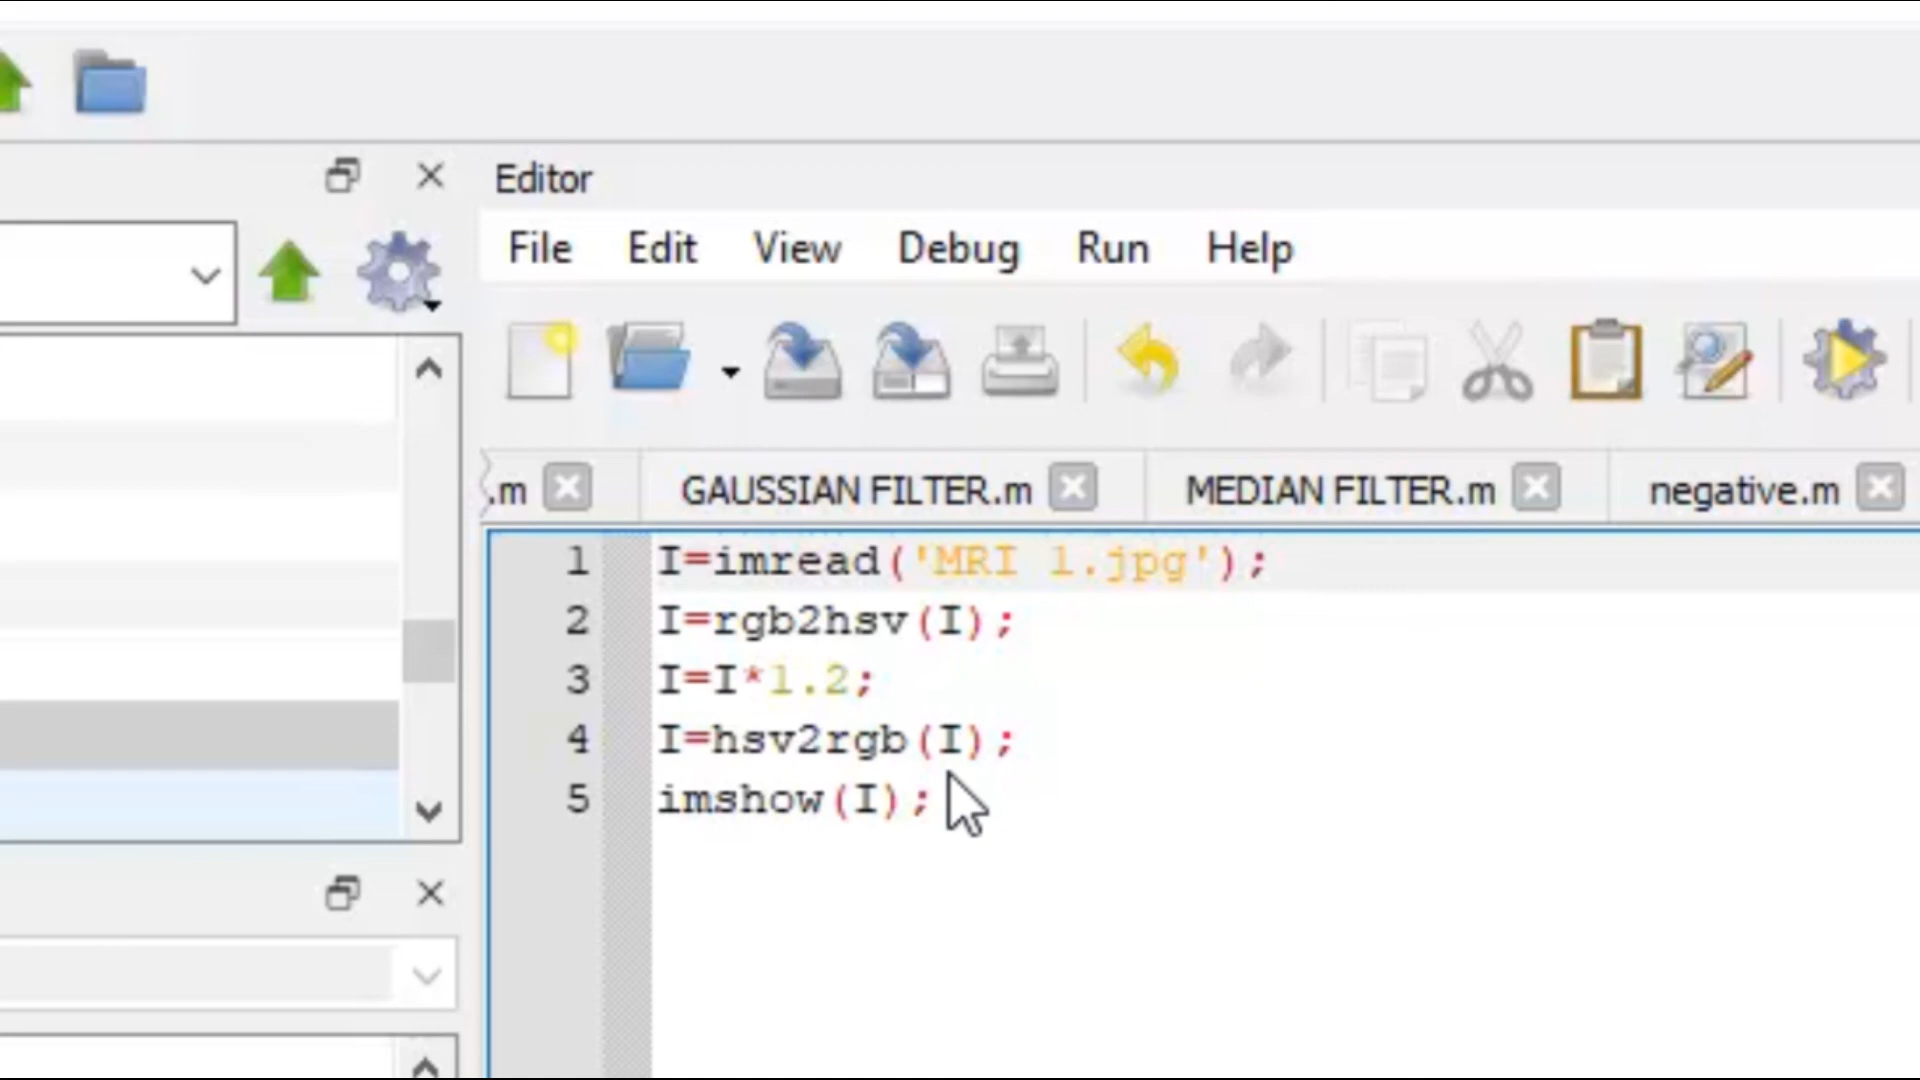 Editor
File Edit View Debug Run Help
.m GAUSSIAN FILTER.m MEDIAN FILTER.m negative.m
1 I=imread('MRI 1.jpg');
2 I=rgb2hsv(I);
3 I=I*1.2;
4 I=hsv2rgb(I);
5 imshow(I);